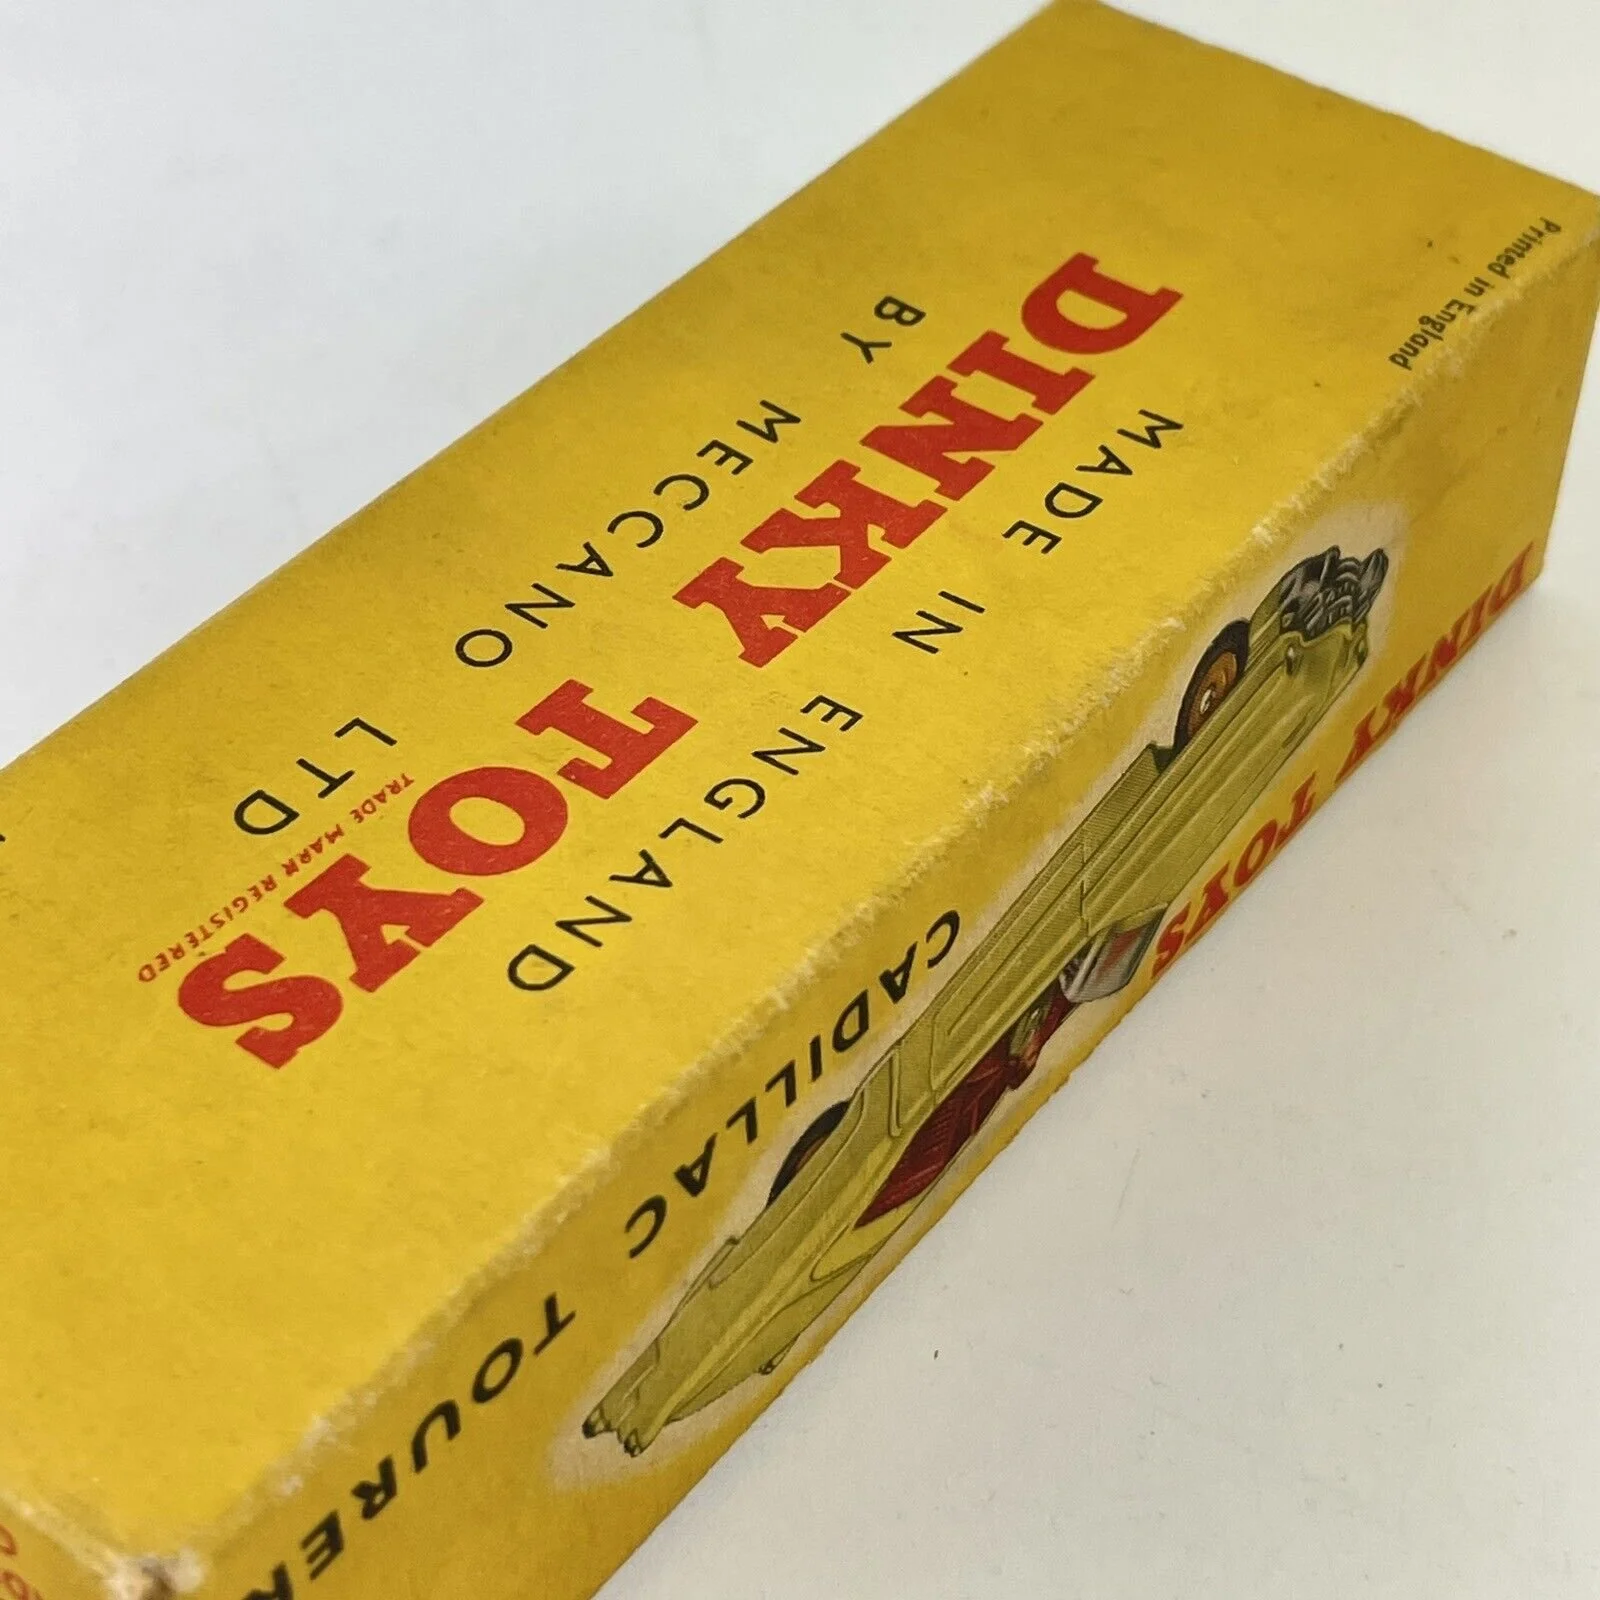 DINKY TOYS
CADILLAC TOURER
Printed in England
MADE IN ENGLAND
DINKY TOYS
TRADE MARK REGISTERED
BY MECCANO LTD